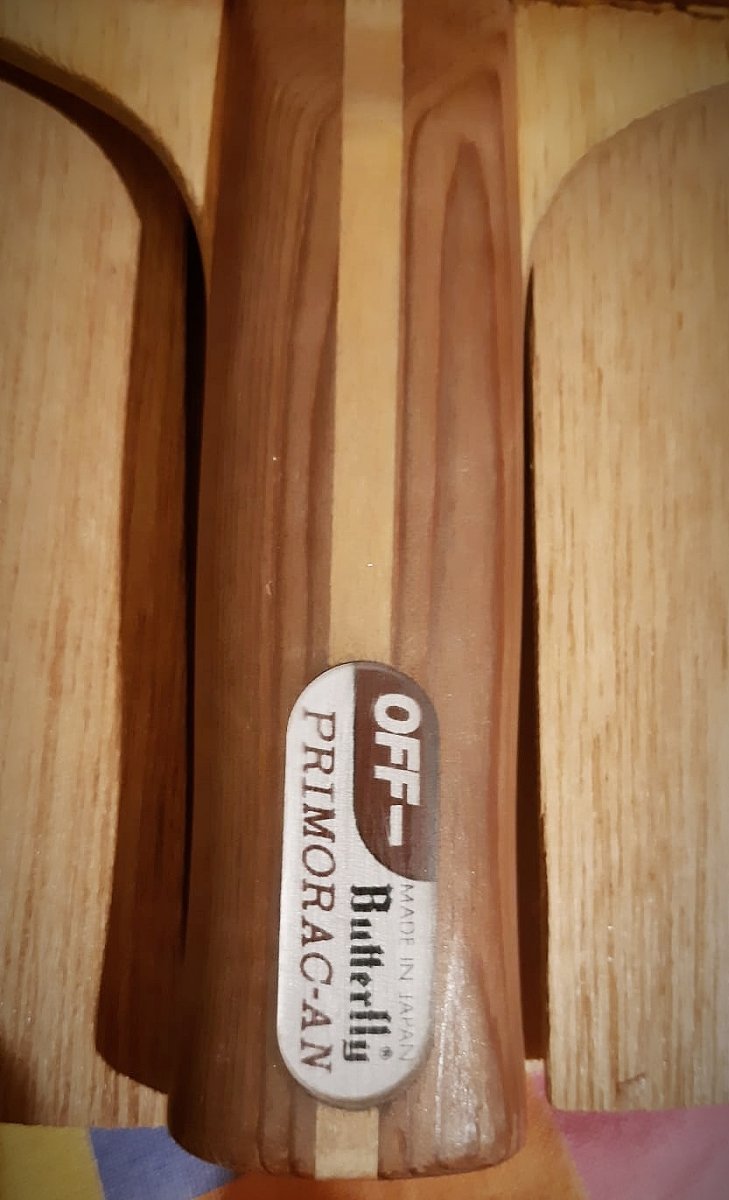 OFF-
MADE IN JAPAN
Butterfly®
PRIMORAC-AN